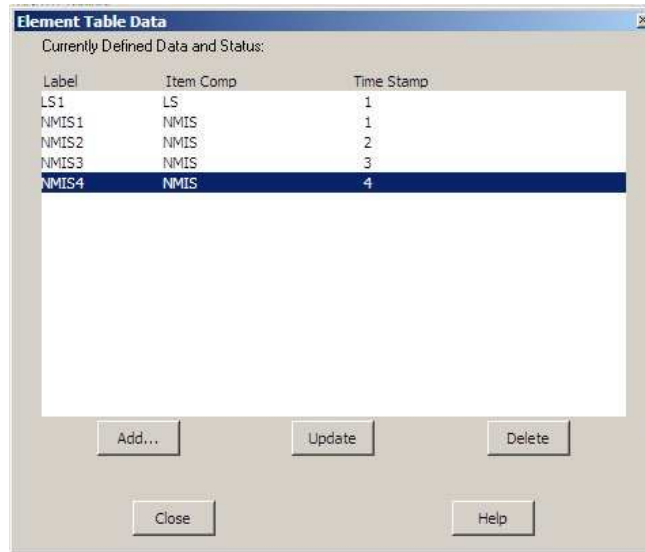 Element Table Data
Currently Defined Data and Status:
Label Item Comp Time Stamp
LS1 LS 1
NMIS1 NMIS 1
NMIS2 NMIS 2
NMIS3 NMIS 3
NMIS4 NMIS 4
Add... Update Delete
Close Help